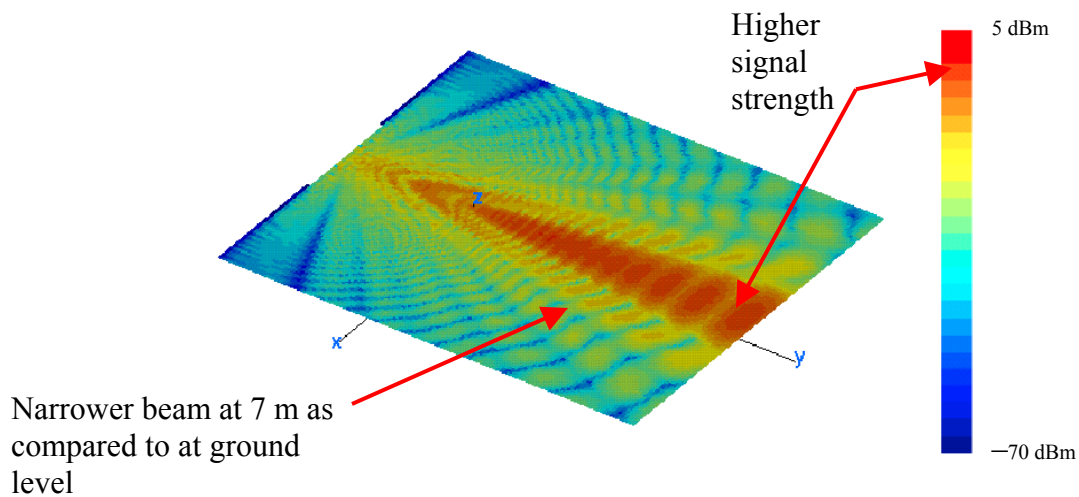 Higher
signal
strength
5 dBm
z
x
y
Narrower beam at 7 m as
compared to at ground
level
−70 dBm